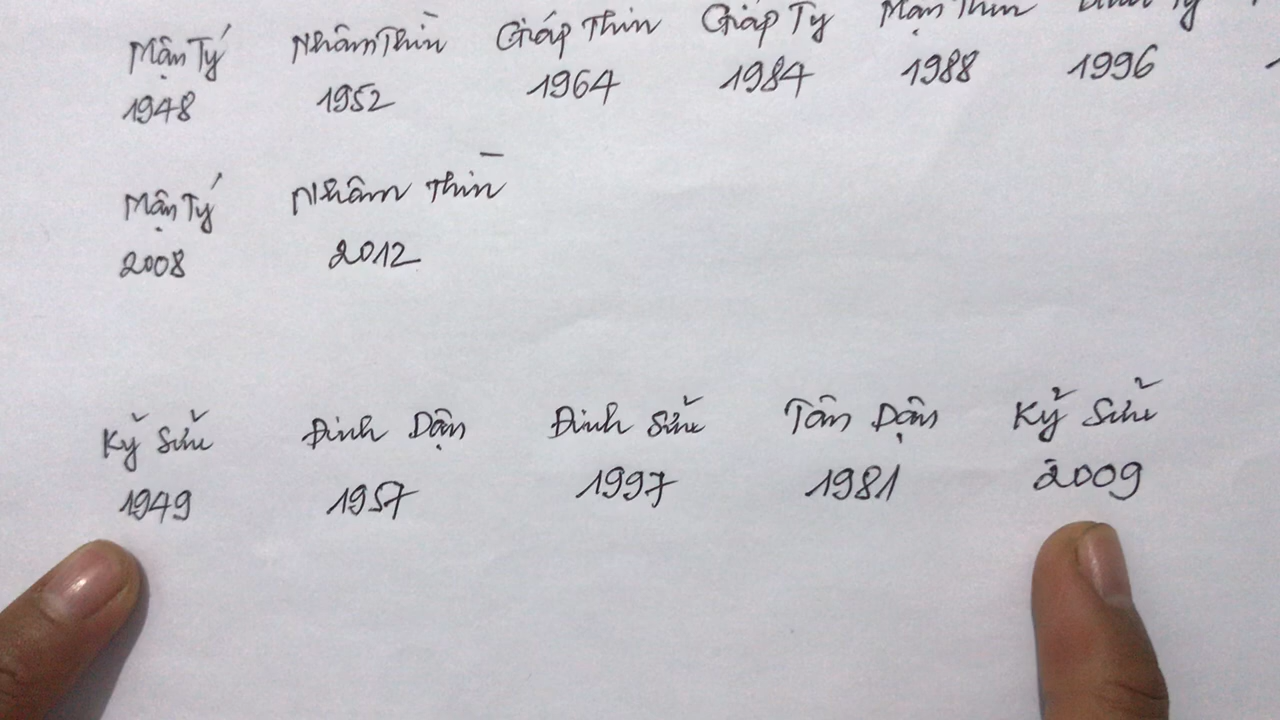 Mậu Tý Nhâm Thìn Giáp Thìn Giáp Tý Mậu Thìn
1948 1952 1964 1984 1988 1996
Mậu Tý Nhâm Thìn
2008 2012
Kỷ Sửu Đinh Dậu Đinh Sửu Tân Dậu Kỷ Sửu
1949 1957 1997 1981 2009